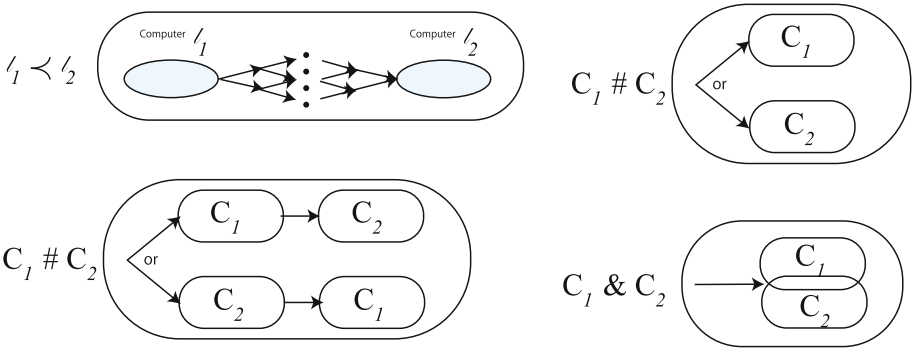 ℓ1 ≺ ℓ2
Computer ℓ1
Computer ℓ2
C1 # C2
or
C1
C2
C1 # C2
or
C1
C2
C2
C1
C1 & C2
C1
C2